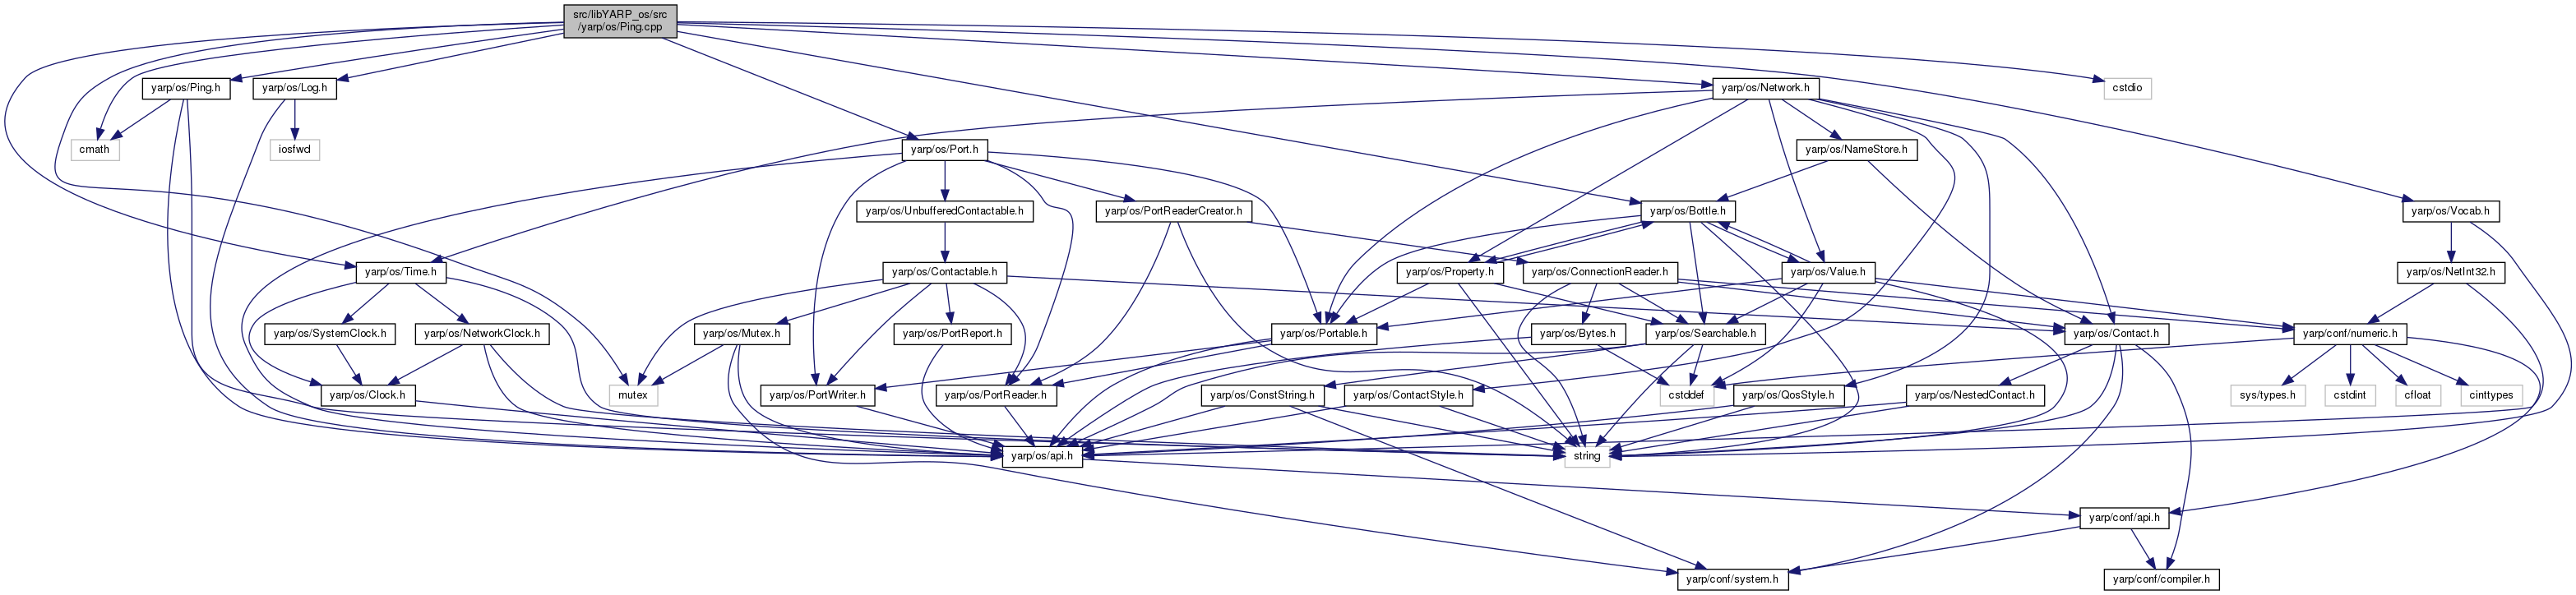 src/libYARP_os/src
/yarp/os/Ping.cpp
yarp/os/Ping.h
yarp/os/Log.h
yarp/os/Network.h
cstdio
cmath
iosfwd
yarp/os/Port.h
yarp/os/NameStore.h
yarp/os/UnbufferedContactable.h
yarp/os/PortReaderCreator.h
yarp/os/Bottle.h
yarp/os/Vocab.h
yarp/os/Time.h
yarp/os/Contactable.h
yarp/os/Property.h
yarp/os/ConnectionReader.h
yarp/os/Value.h
yarp/os/NetInt32.h
yarp/os/SystemClock.h
yarp/os/NetworkClock.h
yarp/os/Mutex.h
yarp/os/PortReport.h
yarp/os/Portable.h
yarp/os/Bytes.h
yarp/os/Searchable.h
yarp/os/Contact.h
yarp/conf/numeric.h
yarp/os/Clock.h
mutex
yarp/os/PortWriter.h
yarp/os/PortReader.h
yarp/os/ConstString.h
yarp/os/ContactStyle.h
cstddef
yarp/os/QosStyle.h
yarp/os/NestedContact.h
sys/types.h
cstdint
cfloat
cinttypes
yarp/os/api.h
string
yarp/conf/api.h
yarp/conf/system.h
yarp/conf/compiler.h